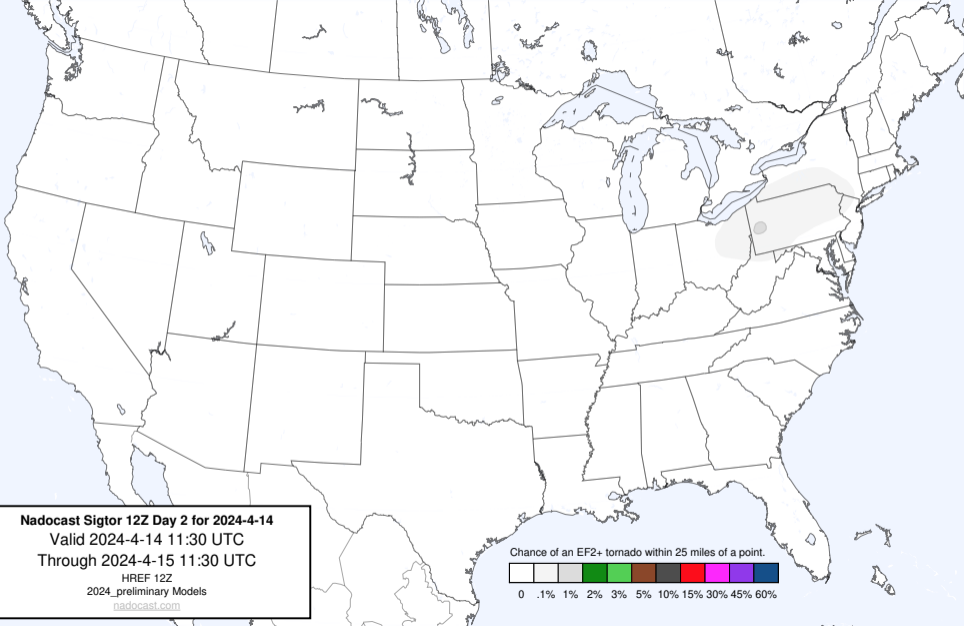 Nadocast Sigtor 12Z Day 2 for 2024-4-14
Valid 2024-4-14 11:30 UTC
Through 2024-4-15 11:30 UTC
HREF 12Z
2024_preliminary Models
nadocast.com
Chance of an EF2+ tornado within 25 miles of a point.
0 .1% 1% 2% 3% 5% 10% 15% 30% 45% 60%